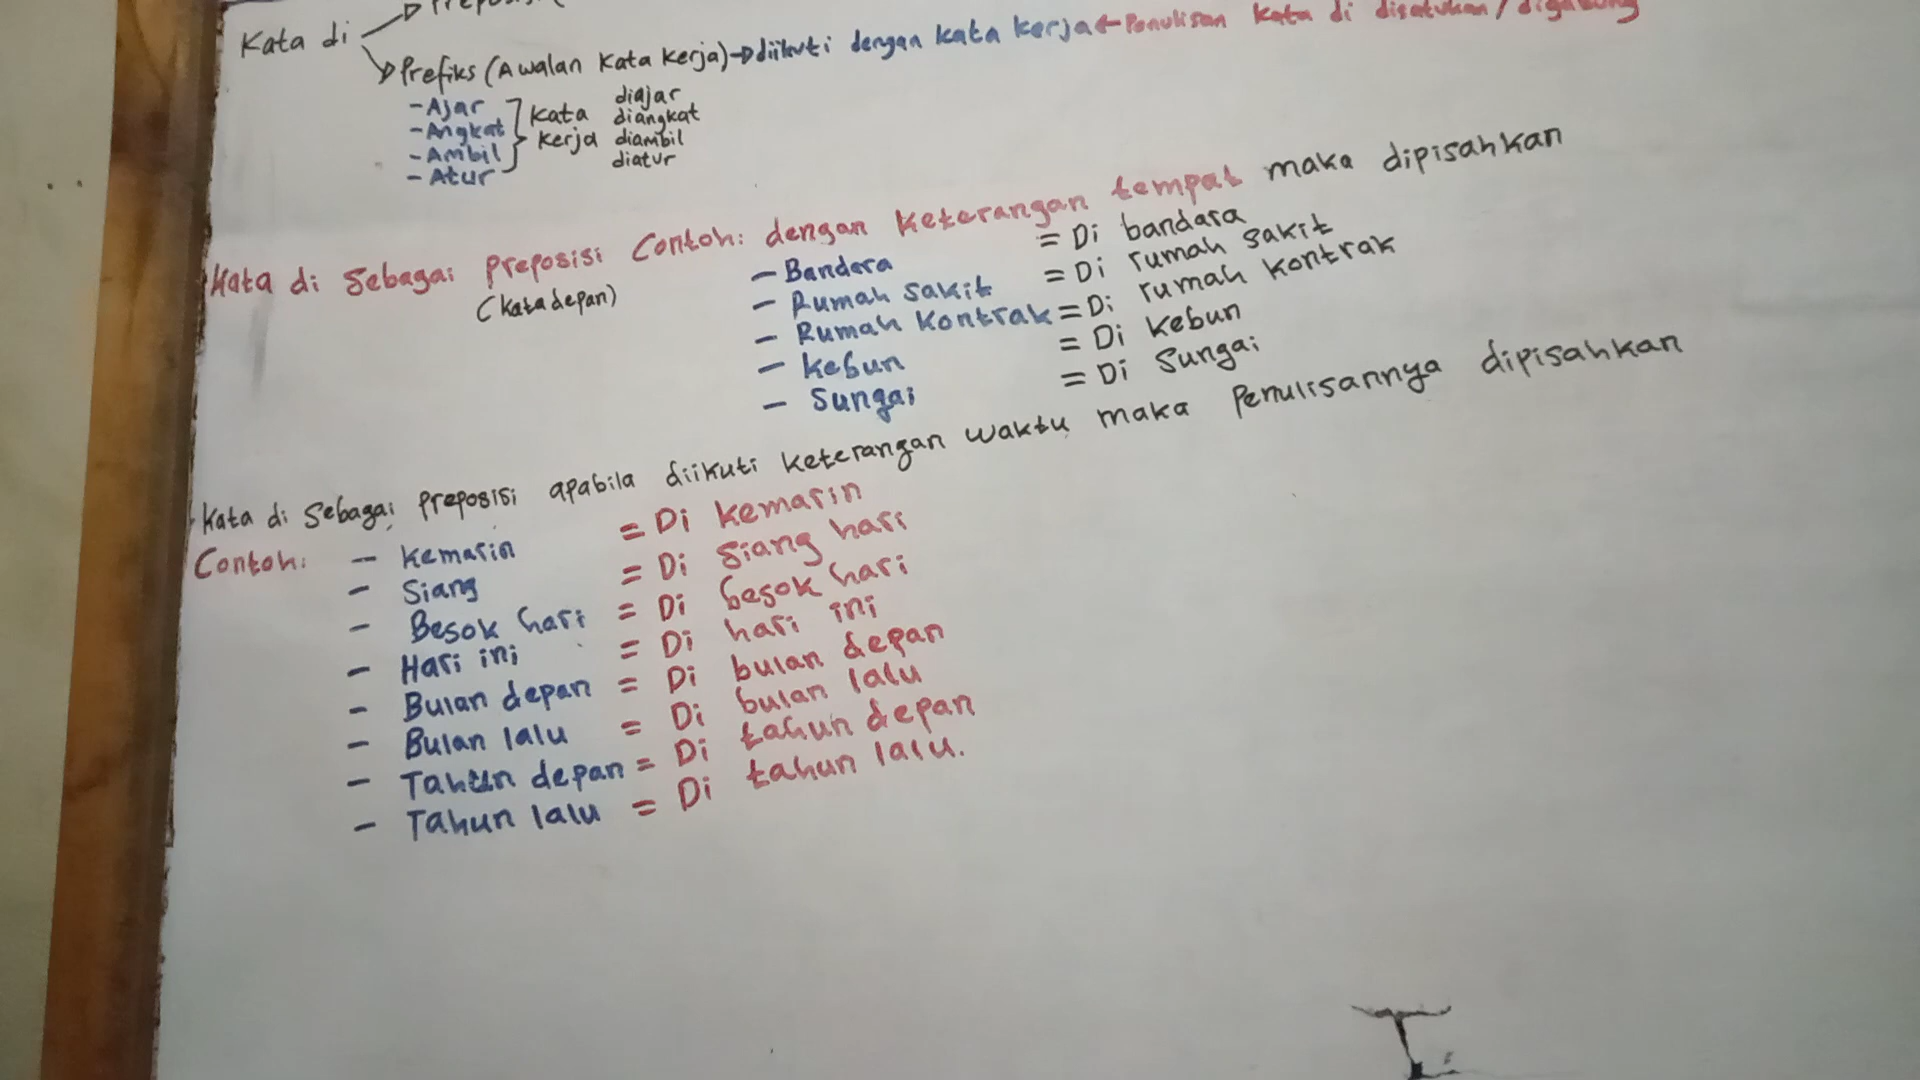 Kata di
Prefiks (Awalan Kata Kerja) diikuti dengan kata kerja Penulisan Kata di disatukan/digabung
- Ajar diajar
- Angkat Kata diangkat
- Ambil kerja diambil
- Atur diatur
Kata di sebagai preposisi Contoh: dengan keterangan tempat maka dipisahkan
(Kata depan)
- Bandara = Di bandara
- Rumah sakit = Di rumah sakit
- Rumah Kontrak = Di rumah kontrak
- Kebun = Di Kebun
- Sungai = Di Sungai
Kata di sebagai preposisi apabila diikuti keterangan waktu maka Penulisannya dipisahkan
Contoh: - Kemarin = Di kemarin
- Siang = Di siang hari
- Besok hari = Di besok hari
- Hari ini = Di hari ini
- Bulan depan = Di bulan depan
- Bulan lalu = Di bulan lalu
- Tahun depan = Di tahun depan
- Tahun lalu = Di tahun lalu.